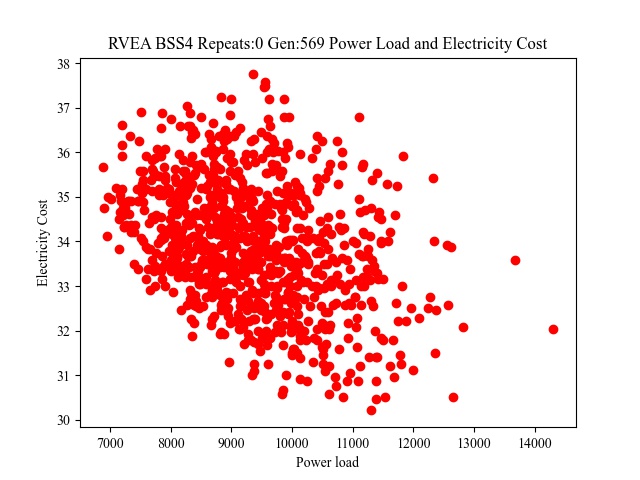 RVEA BSS4 Repeats:0 Gen:569 Power Load and Electricity Cost
38
37
36
35
34
33
32
31
30
Electricity Cost
7000 8000 9000 10000 11000 12000 13000 14000
Power load